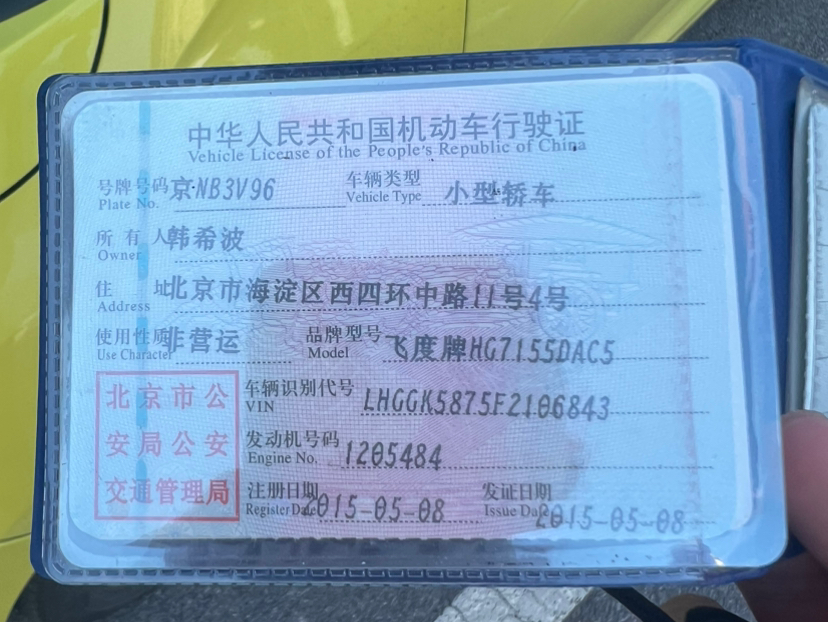 中华人民共和国机动车行驶证
Vehicle License of the People's Republic of China
号牌号码 京NB3V96 车辆类型 小型轿车
Plate No. Vehicle Type
所有人 韩希波
Owner
住址 北京市海淀区西四环中路11号4号
Address
使用性质 非营运 品牌型号 飞度牌HG7155DAC5
Use Character Model
北京市公
安局公安
交通管理局
车辆识别代号 LHGGK5875F2106843
VIN
发动机号码 1205484
Engine No.
注册日期 2015-05-08 发证日期 2015-05-08
Register Date Issue Date